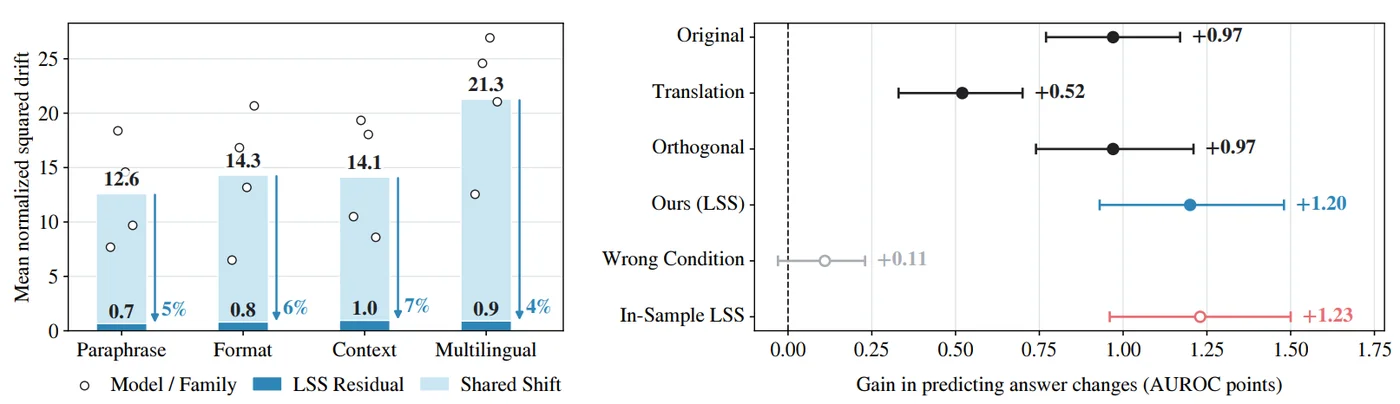 Mean normalized squared drift
25
20
15
10
5
0
12.6
14.3
14.1
21.3
0.7
5%
0.8
6%
1.0
7%
0.9
4%
Paraphrase
Format
Context
Multilingual
Model / Family
LSS Residual
Shared Shift
Original
+0.97
Translation
+0.52
Orthogonal
+0.97
Ours (LSS)
+1.20
Wrong Condition
+0.11
In-Sample LSS
+1.23
0.00 0.25 0.50 0.75 1.00 1.25 1.50 1.75
Gain in predicting answer changes (AUROC points)